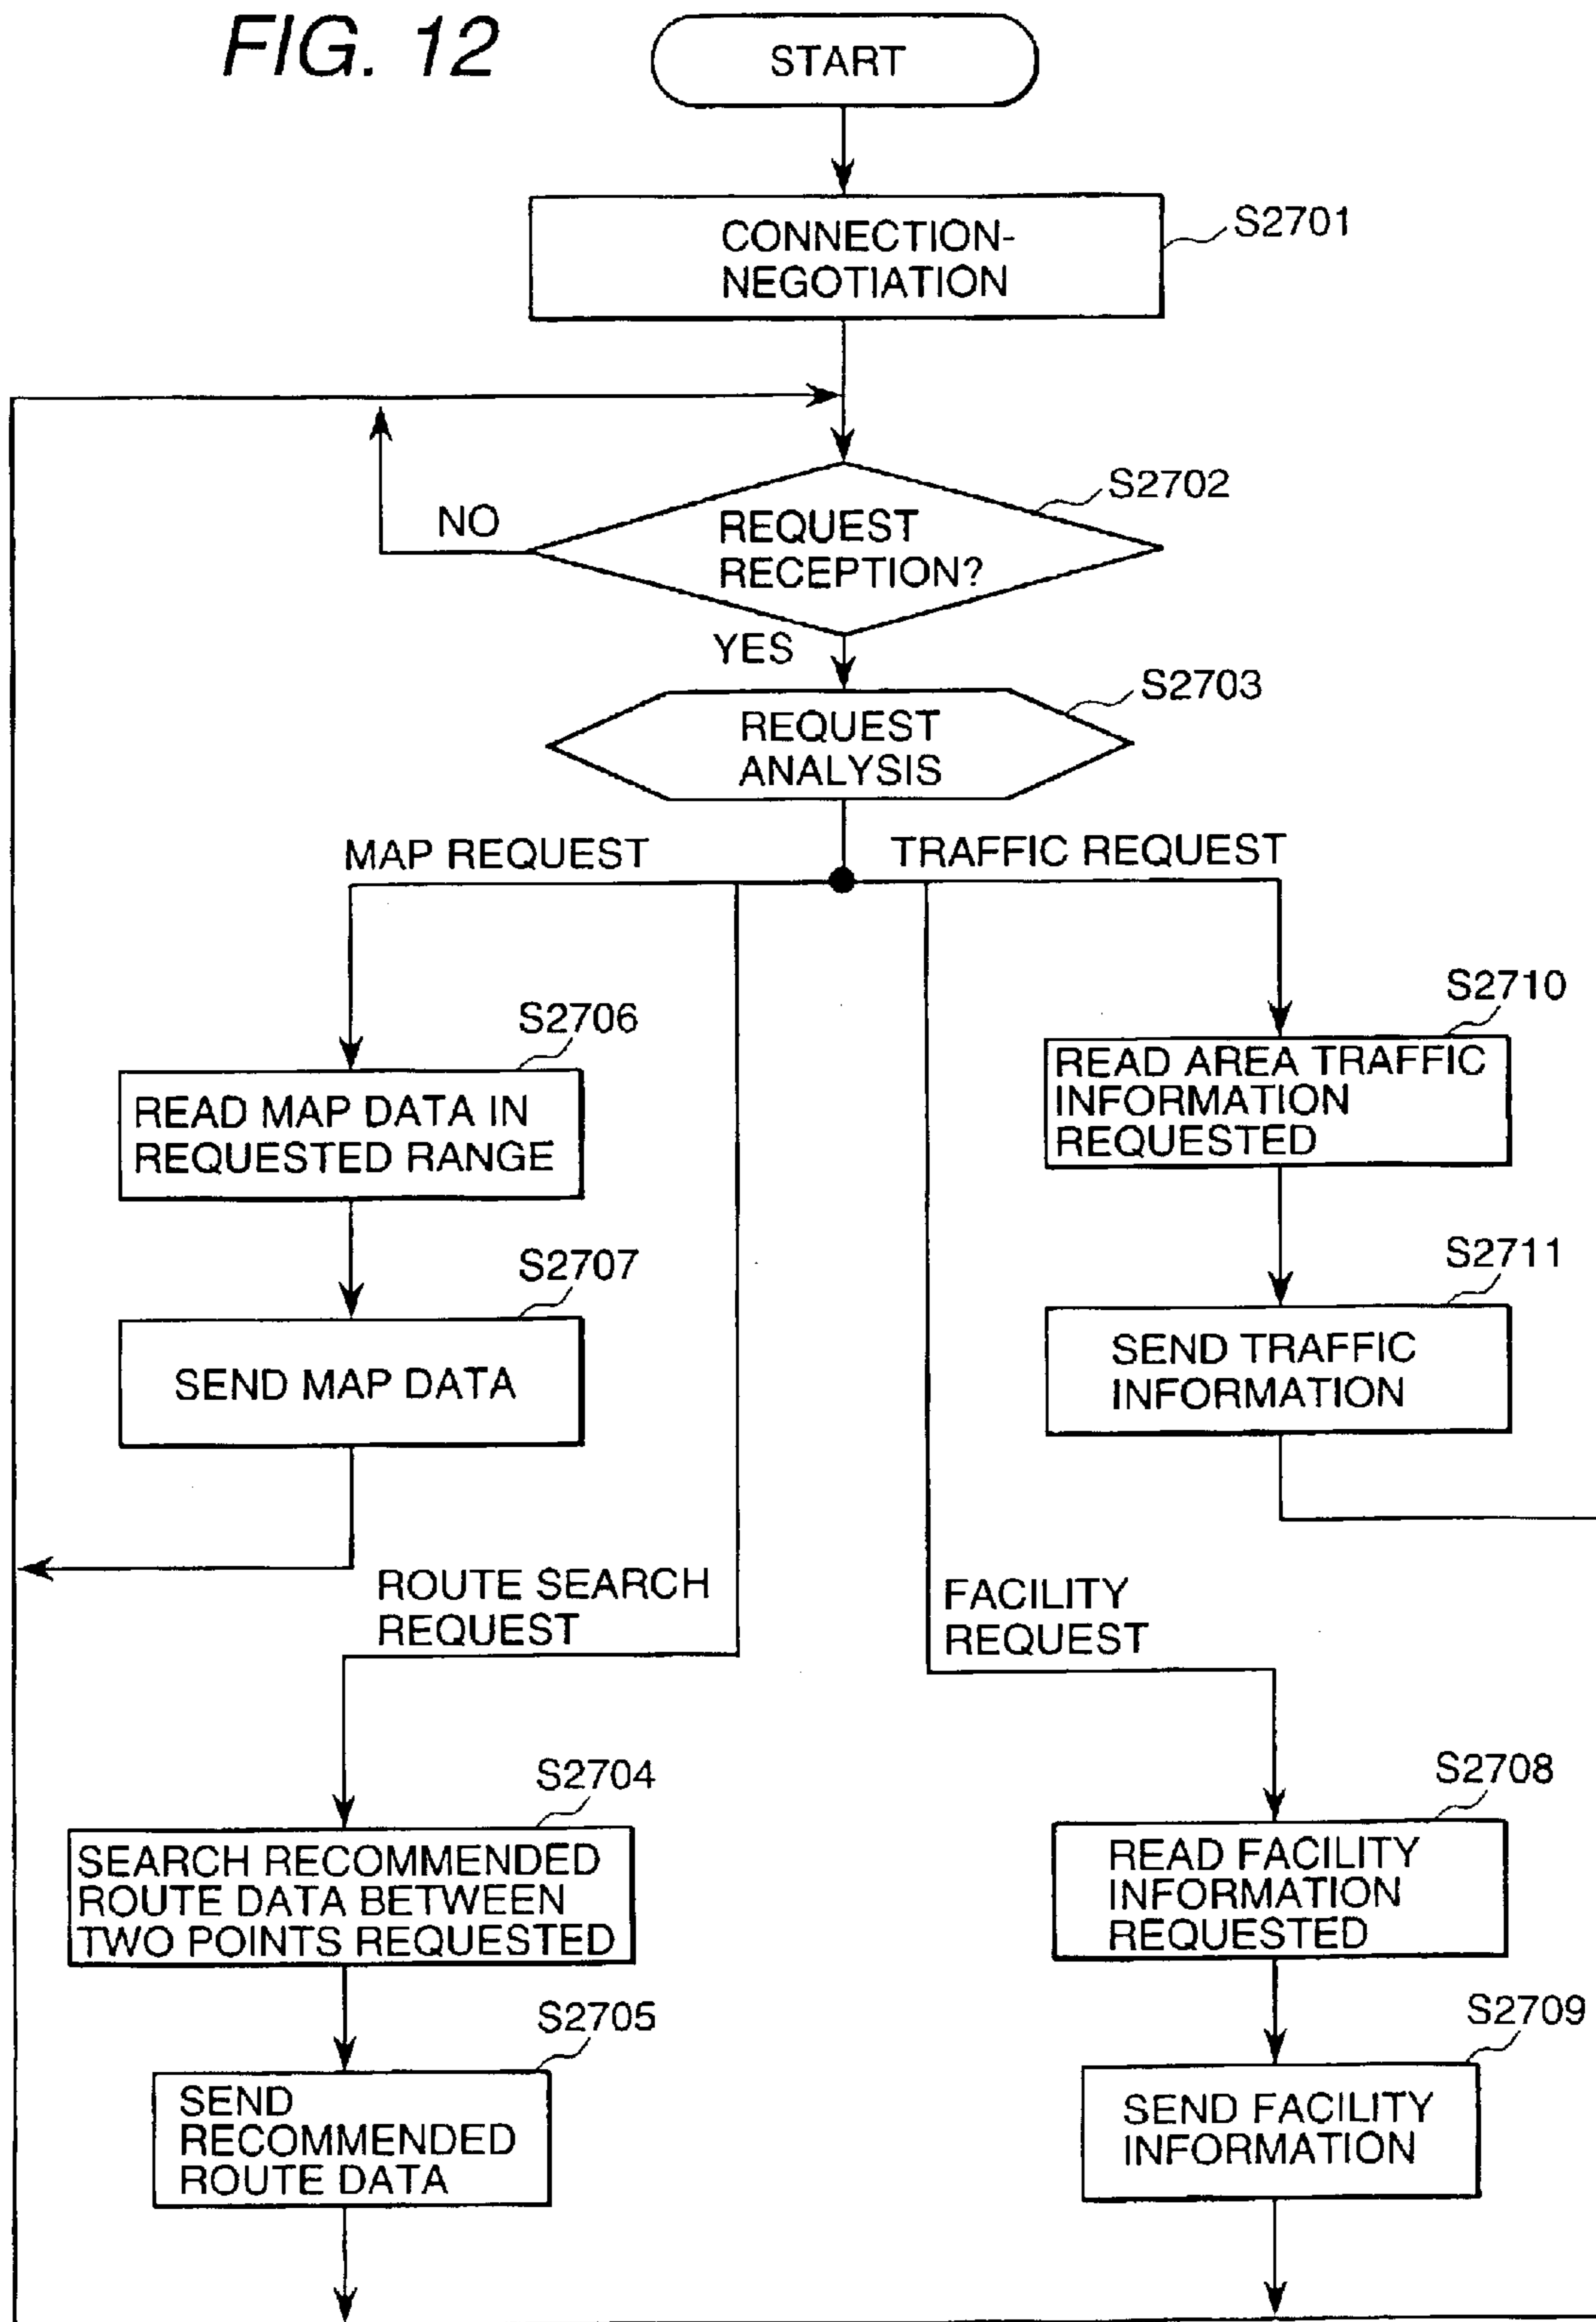 FIG. 12
START
CONNECTION-
NEGOTIATION
S2701
S2702
NO
REQUEST
RECEPTION?
YES
S2703
REQUEST
ANALYSIS
MAP REQUEST
TRAFFIC REQUEST
S2706
READ MAP DATA IN
REQUESTED RANGE
S2707
SEND MAP DATA
S2710
READ AREA TRAFFIC
INFORMATION
REQUESTED
S2711
SEND TRAFFIC
INFORMATION
ROUTE SEARCH
REQUEST
S2704
SEARCH RECOMMENDED
ROUTE DATA BETWEEN
TWO POINTS REQUESTED
S2705
SEND
RECOMMENDED
ROUTE DATA
FACILITY
REQUEST
S2708
READ FACILITY
INFORMATION
REQUESTED
S2709
SEND FACILITY
INFORMATION